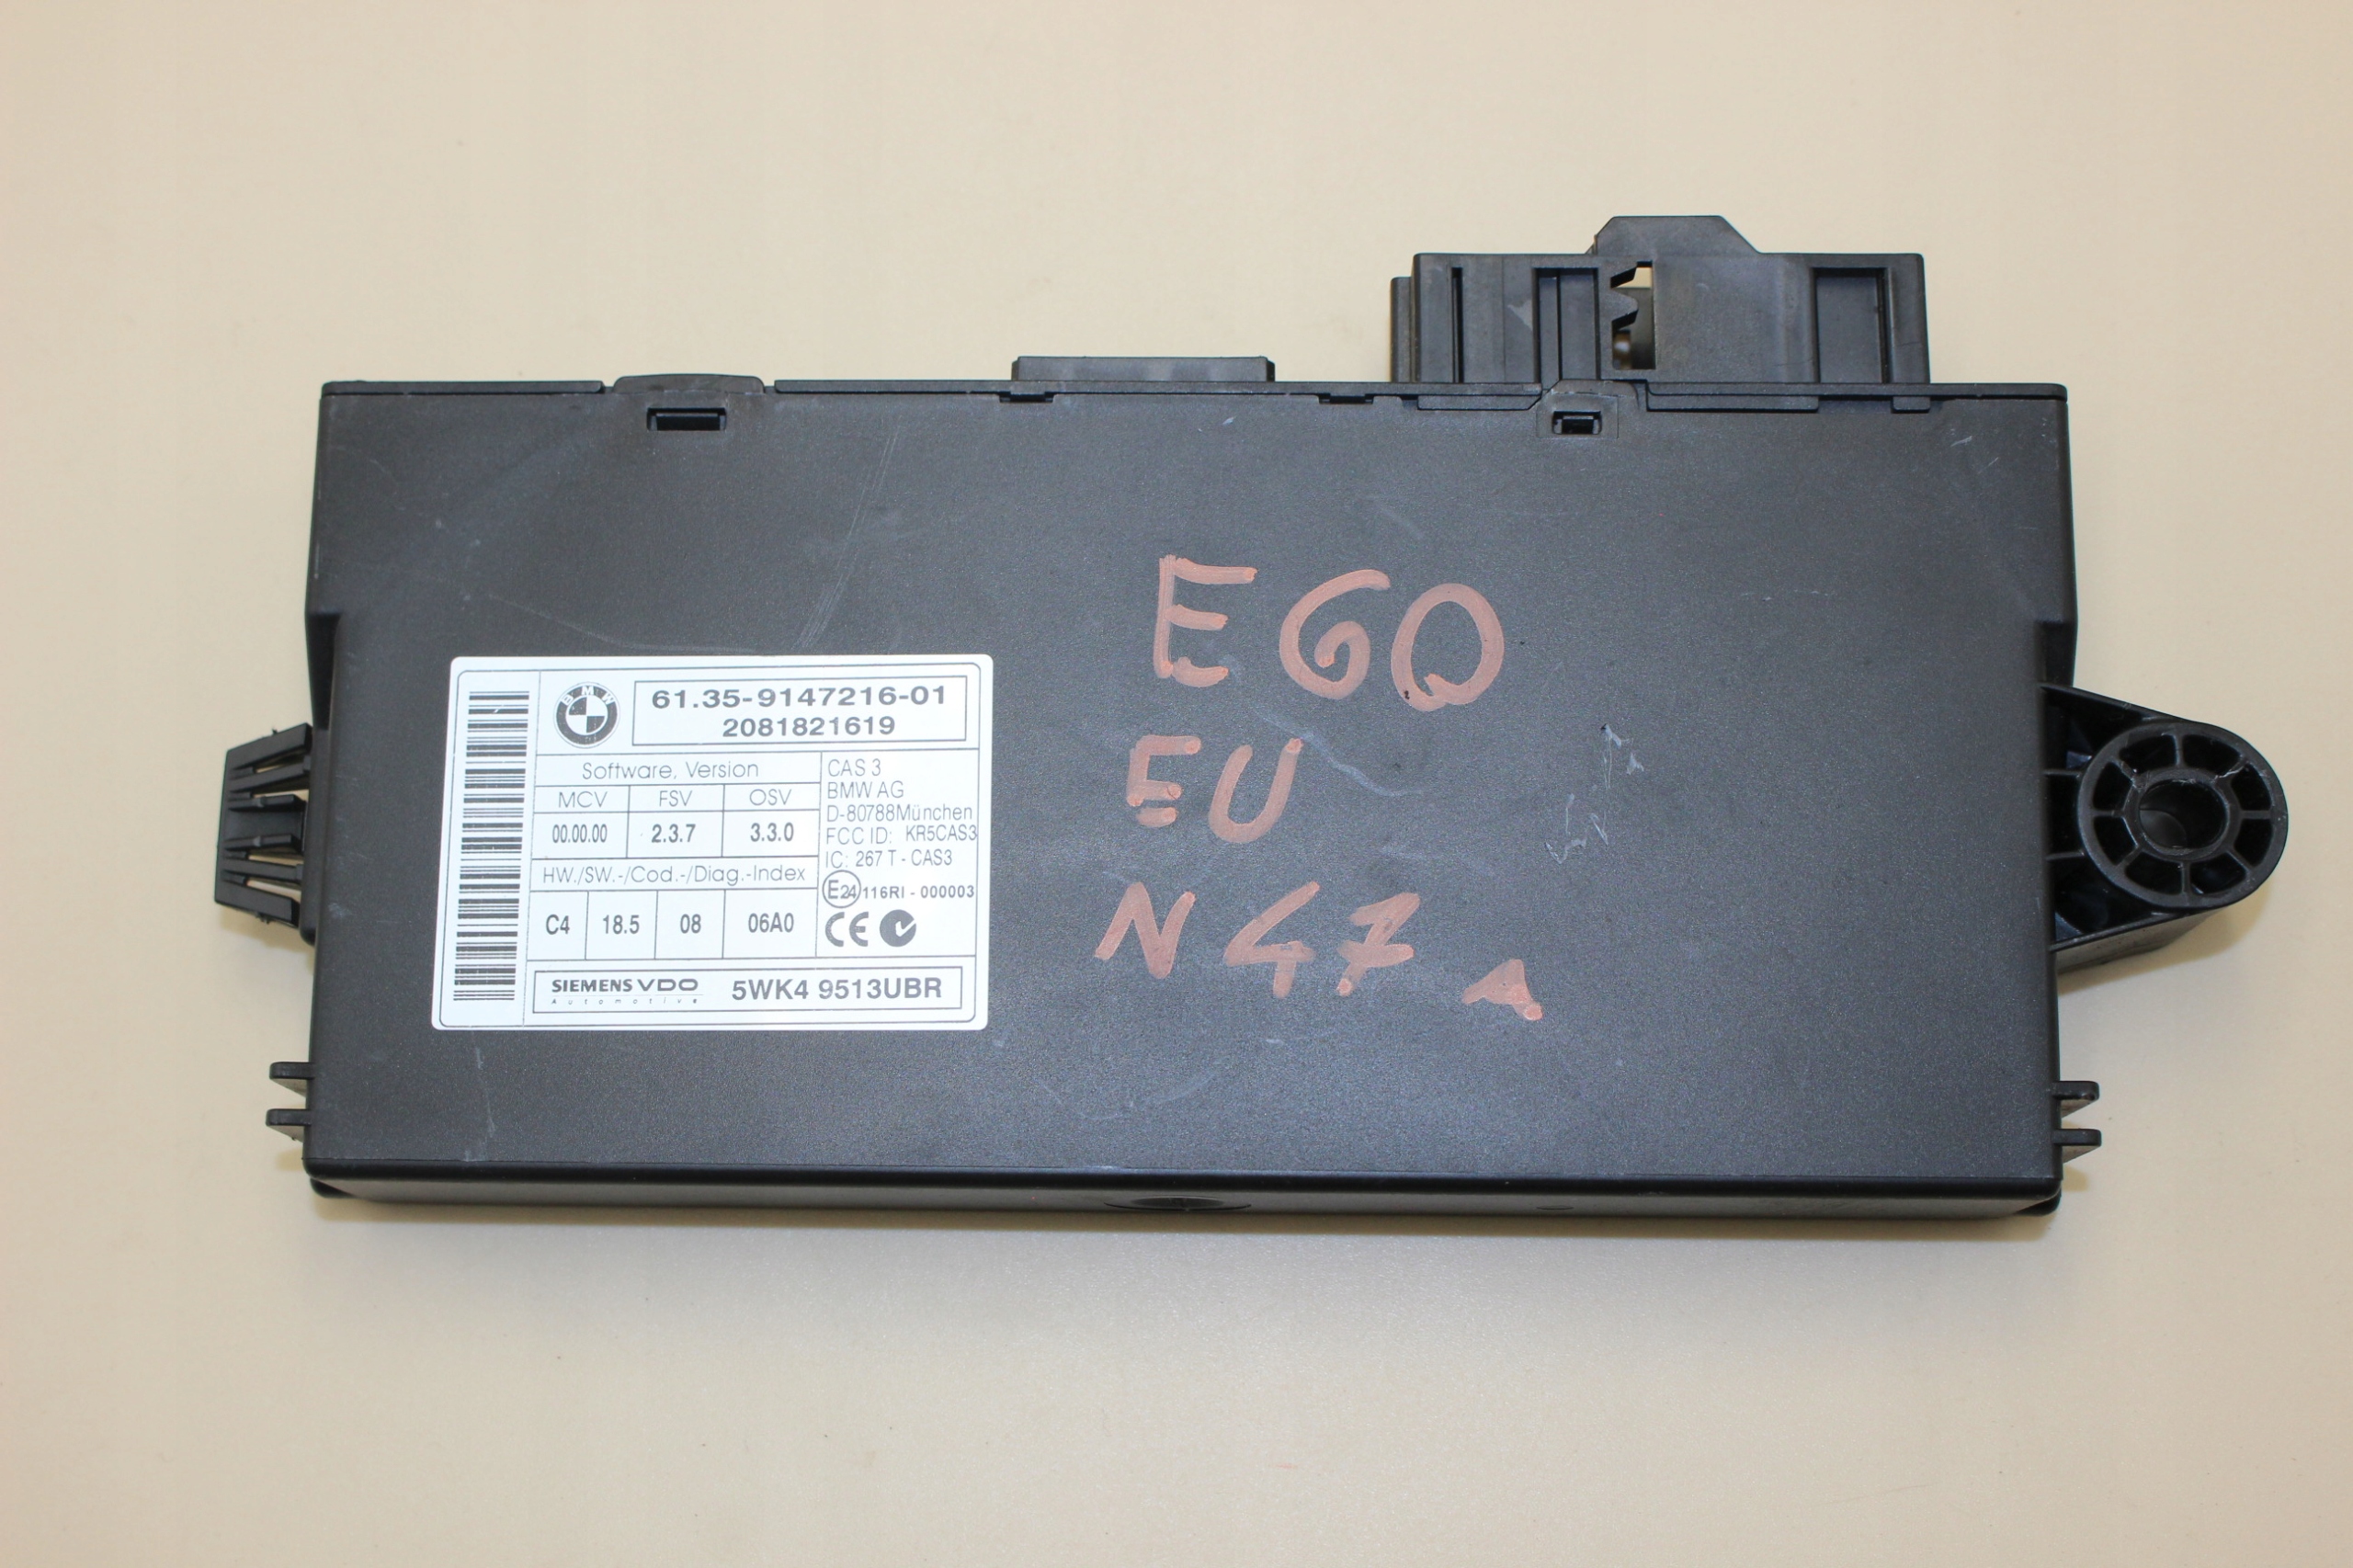 BMW
61.35-9147216-01
2081821619
Software, Version
MCV FSV OSV
00.00.00 2.3.7 3.3.0
HW./SW.-/Cod.-/Diag.-Index
C4 18.5 08 06A0
CAS 3
BMW AG
D-80788München
FCC ID: KR5CAS3
IC: 267 T - CAS3
E24 116RI - 000003
CE
SIEMENS VDO
Automotive
5WK4 9513UBR
E60
EU
N47